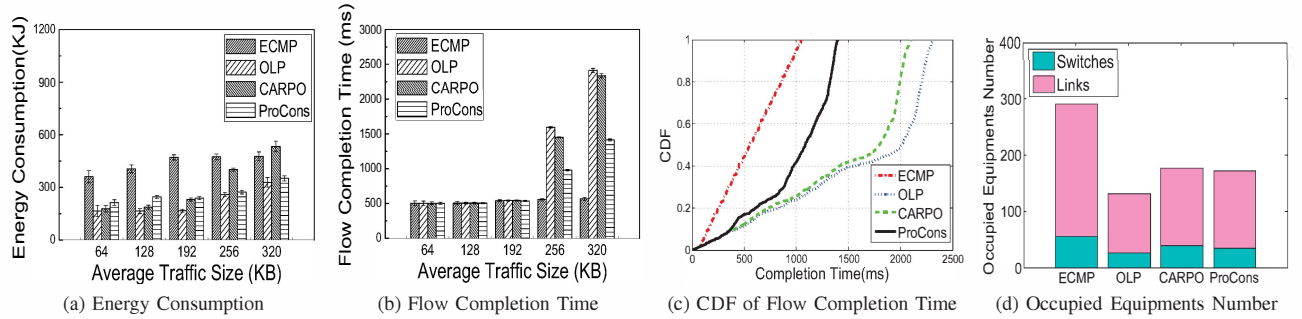 Energy Consumption(KJ)
1200
900
600
300
0
ECMP
OLP
CARPO
ProCons
64 128 192 256 320
Average Traffic Size (KB)
(a) Energy Consumption
Flow Completion Time (ms)
3000
2500
2000
1500
1000
500
0
ECMP
OLP
CARPO
ProCons
64 128 192 256 320
Average Traffic Size (KB)
(b) Flow Completion Time
CDF
1
0.8
0.6
0.4
0.2
0
ECMP
OLP
CARPO
ProCons
0 500 1000 1500 2000 2500
Completion Time(ms)
(c) CDF of Flow Completion Time
Occupied Equipments Number
400
300
200
100
0
Switches
Links
ECMP OLP CARPO ProCons
(d) Occupied Equipments Number